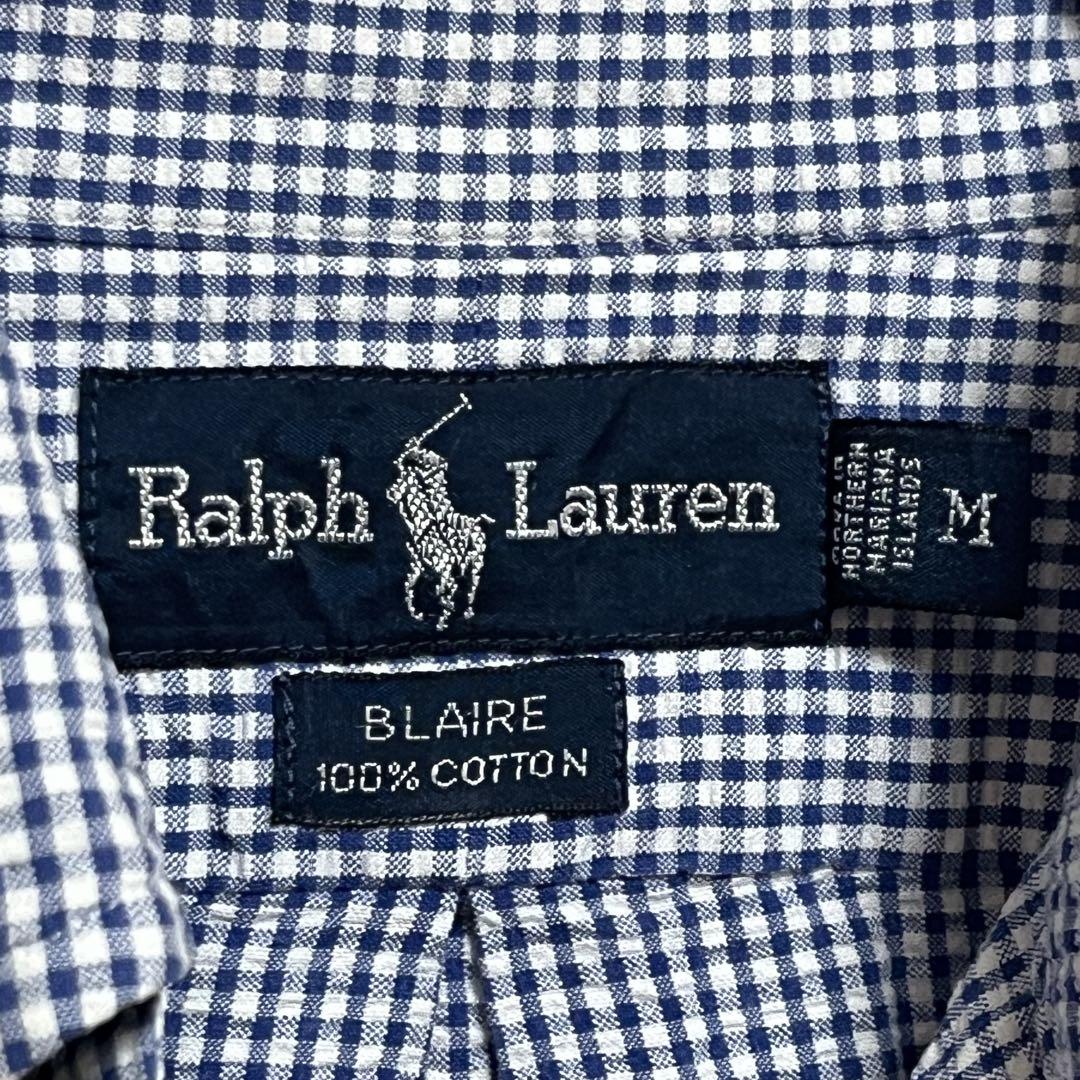 Ralph Lauren
NORTHERN
MARIANA
ISLANDS
M
BLAIRE
100% COTTON